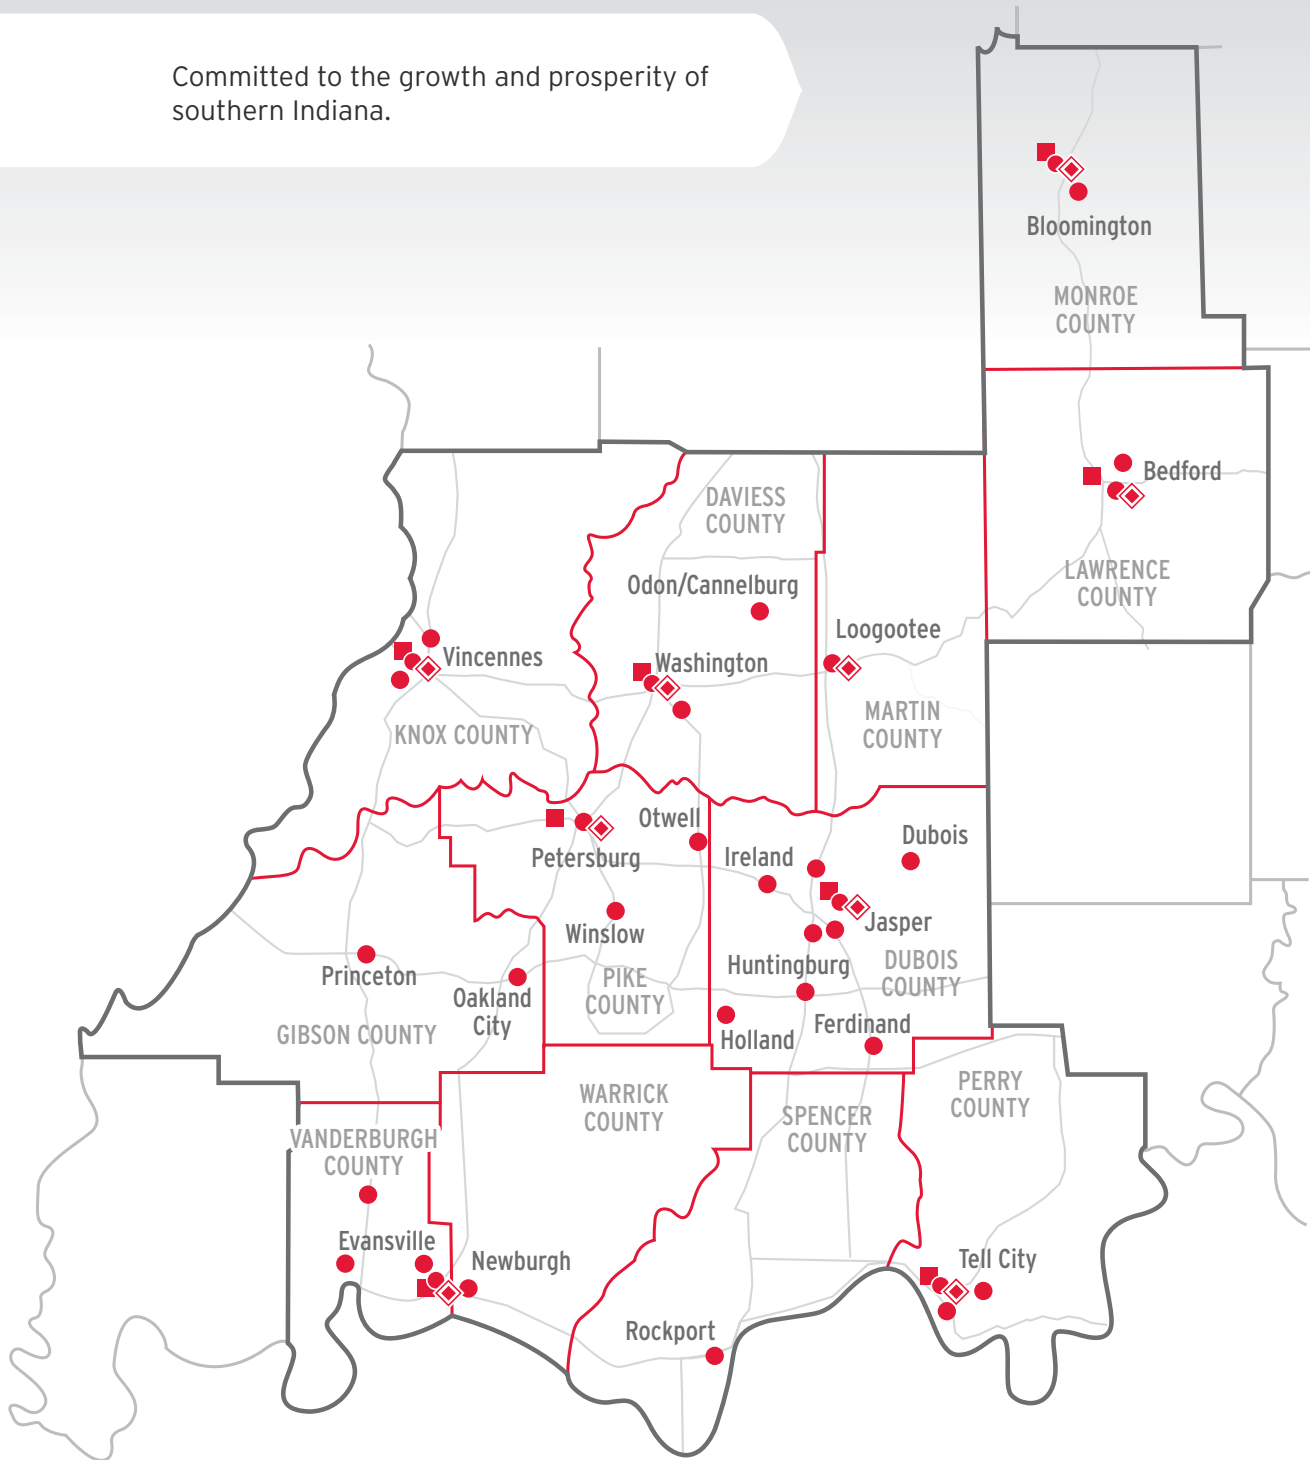 Committed to the growth and prosperity of
southern Indiana.
Bloomington
MONROE
COUNTY
Bedford
LAWRENCE
COUNTY
DAVIESS
COUNTY
Odon/Cannelburg
Loogootee
Vincennes
Washington
MARTIN
COUNTY
KNOX COUNTY
Otwell
Dubois
Petersburg
Ireland
Jasper
Winslow
Huntingburg
DUBOIS
COUNTY
Princeton
PIKE
COUNTY
Oakland
City
Holland
Ferdinand
GIBSON COUNTY
WARRICK
COUNTY
PERRY
COUNTY
SPENCER
COUNTY
VANDERBURGH
COUNTY
Evansville
Newburgh
Tell City
Rockport